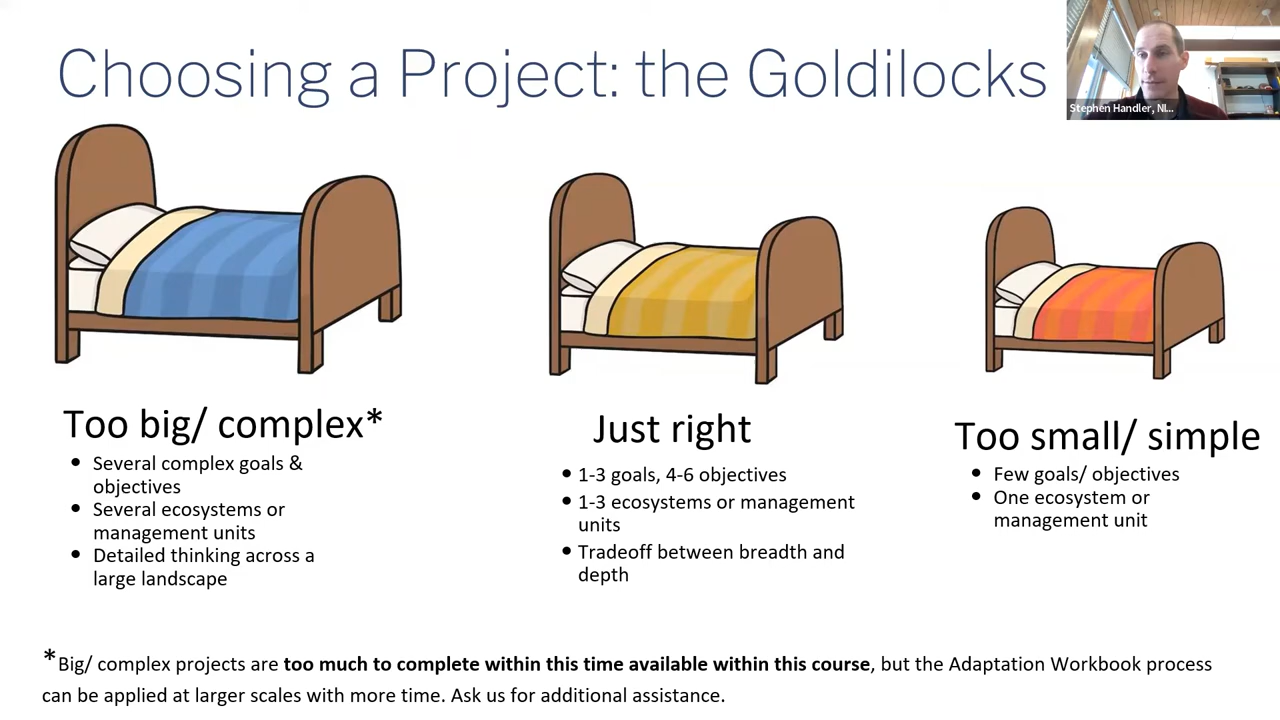 Choosing a Project: the Goldilocks
Stephen Handler, NI...
Too big/ complex*
• Several complex goals &
objectives
• Several ecosystems or
management units
• Detailed thinking across a
large landscape
Just right
• 1-3 goals, 4-6 objectives
• 1-3 ecosystems or management
units
• Tradeoff between breadth and
depth
Too small/ simple
• Few goals/ objectives
• One ecosystem or
management unit
*Big/ complex projects are too much to complete within this time available within this course, but the Adaptation Workbook process
can be applied at larger scales with more time. Ask us for additional assistance.